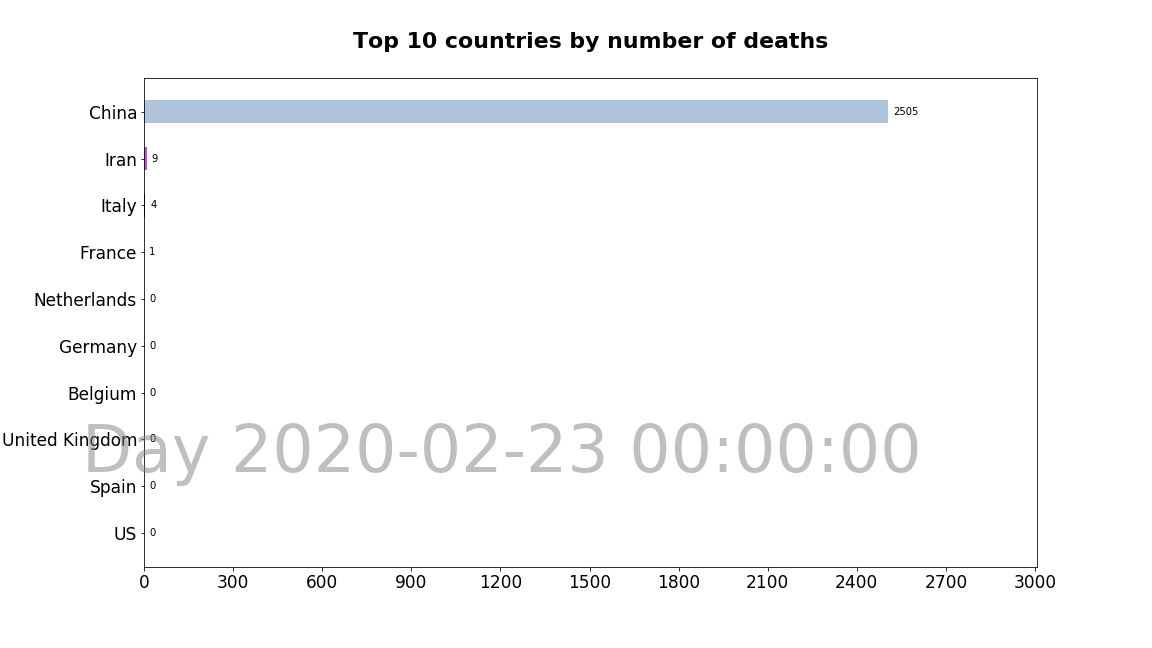 Top 10 countries by number of deaths
China 2505
Iran 9
Italy 4
France 1
Netherlands 0
Germany 0
Belgium 0
United Kingdom 0
Day 2020-02-23 00:00:00
Spain 0
US 0
0 300 600 900 1200 1500 1800 2100 2400 2700 3000